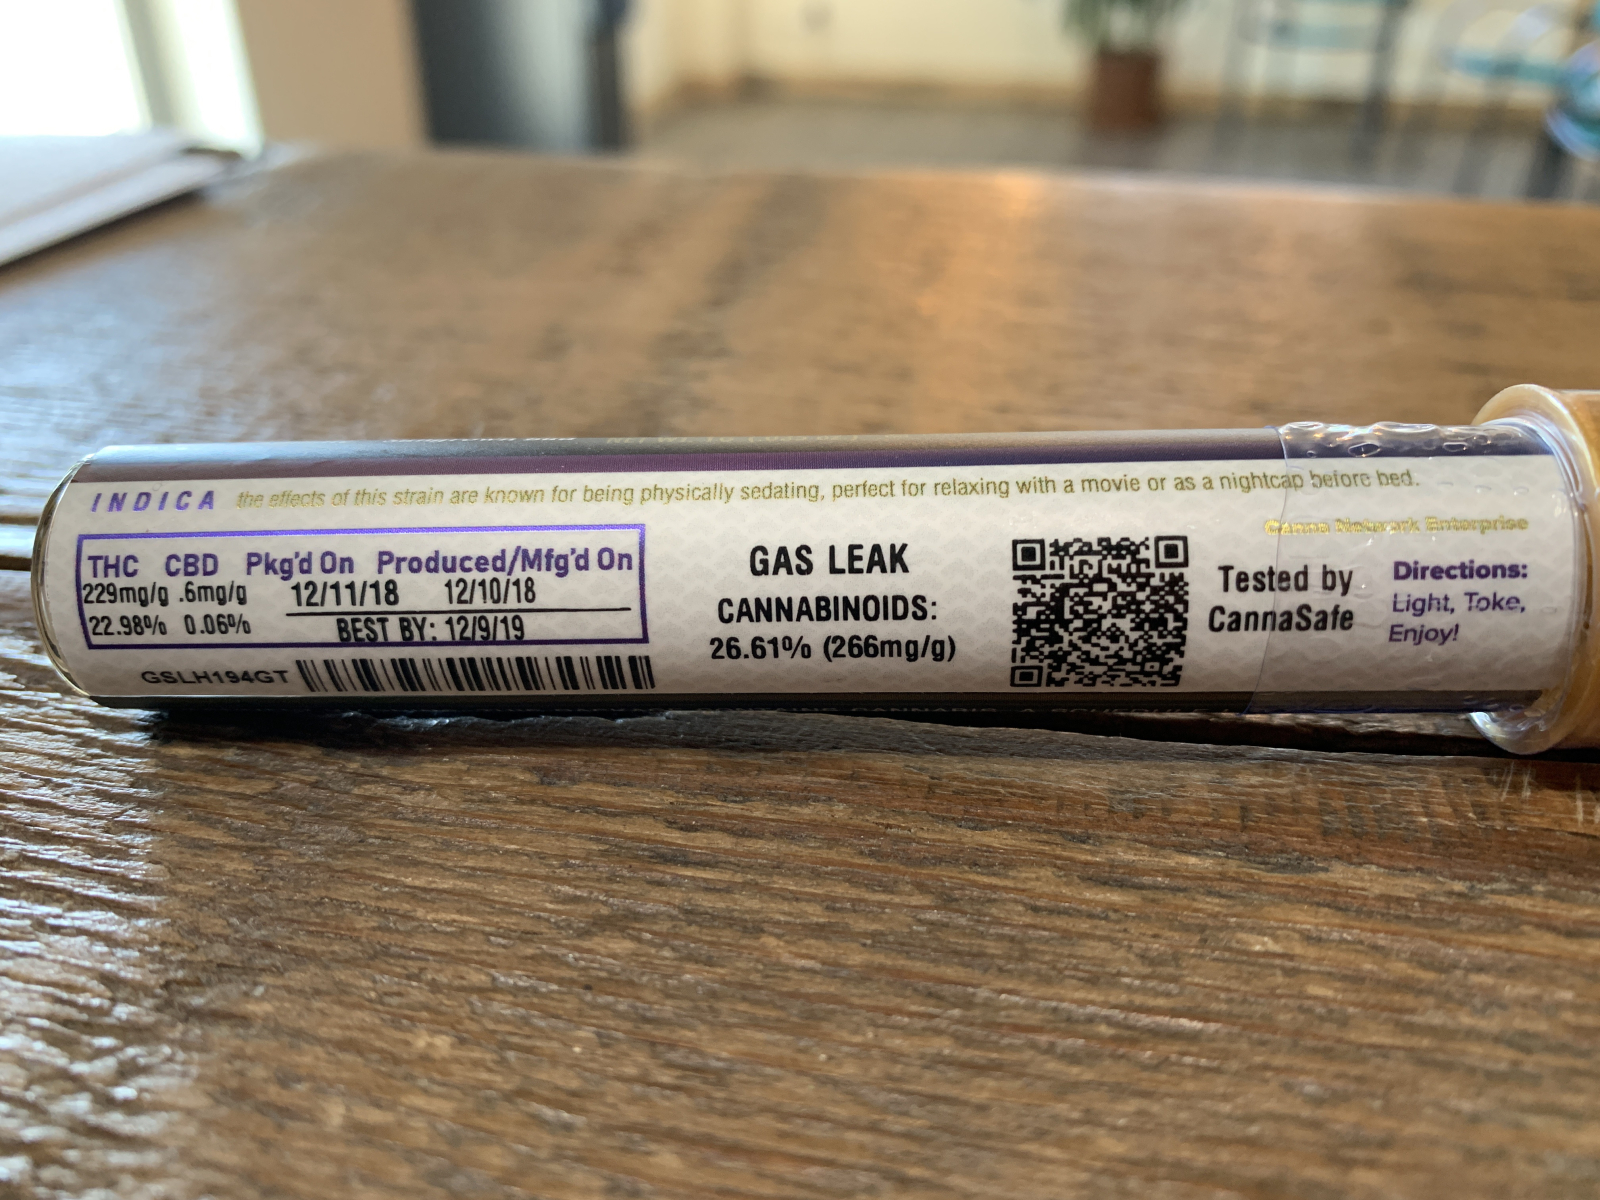 INDICA the effects of this strain are known for being physically sedating, perfect for relaxing with a movie or as a nightcap before bed.
Canna Network Enterprise
THC CBD Pkg'd On Produced/Mfg'd On
229mg/g .6mg/g 12/11/18 12/10/18
22.98% 0.06% BEST BY: 12/9/19
GSLH194GT
GAS LEAK
CANNABINOIDS:
26.61% (266mg/g)
Tested by
CannaSafe
Directions:
Light, Toke,
Enjoy!